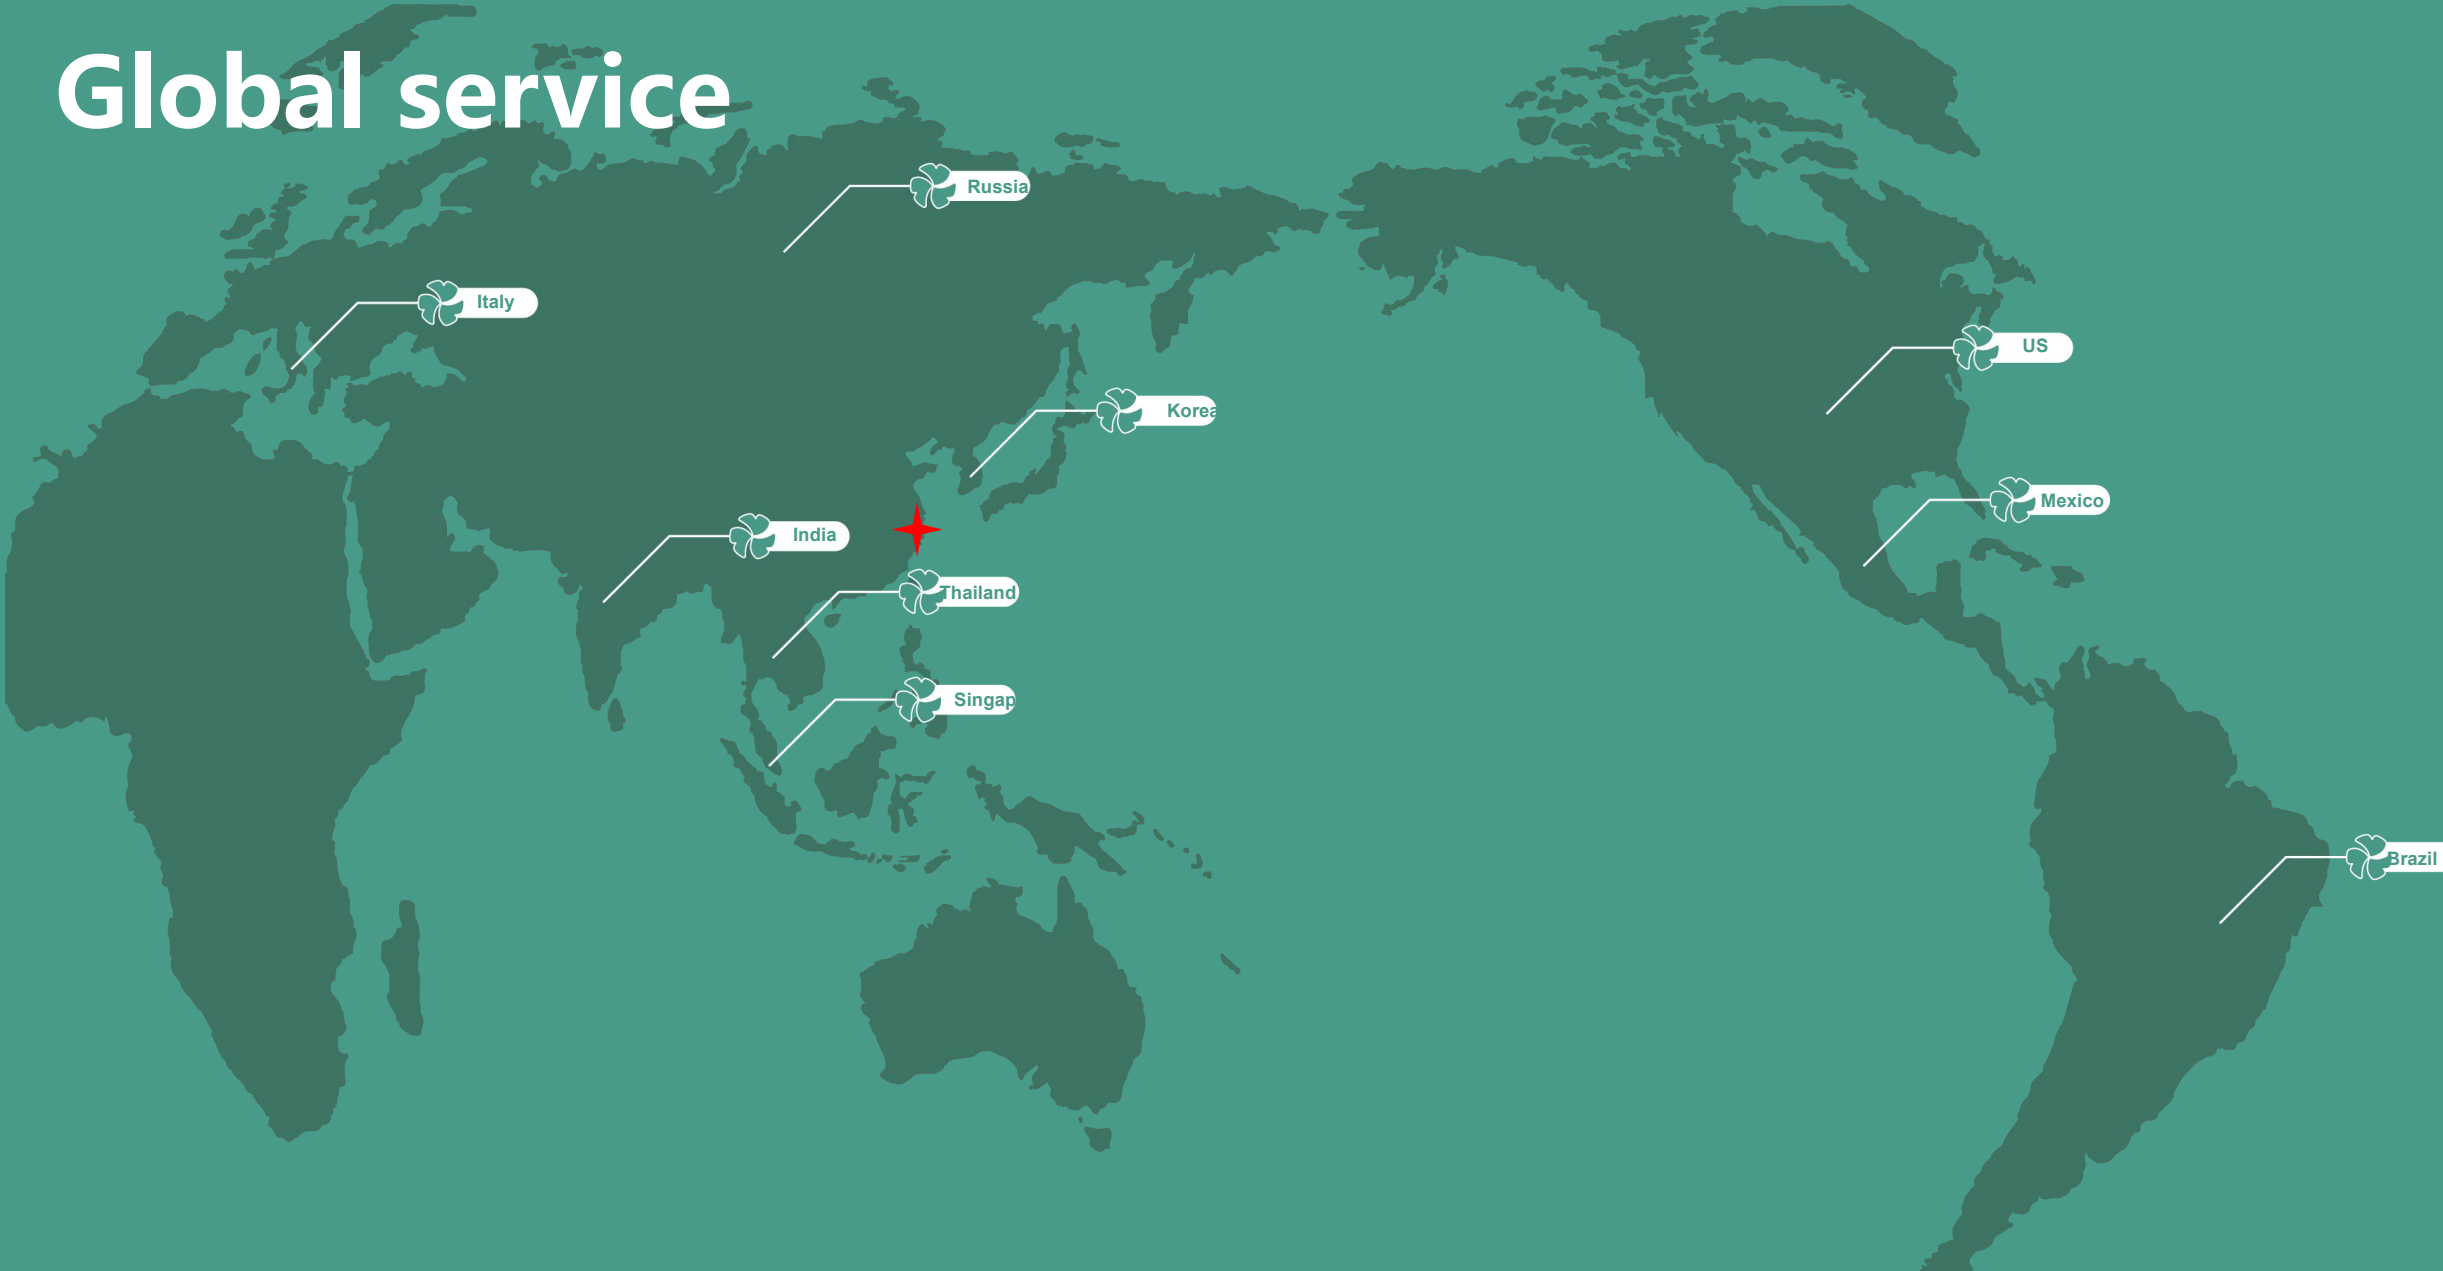 Global service
Russia
Italy
US
Korea
Mexico
India
Thailand
Singap
Brazil